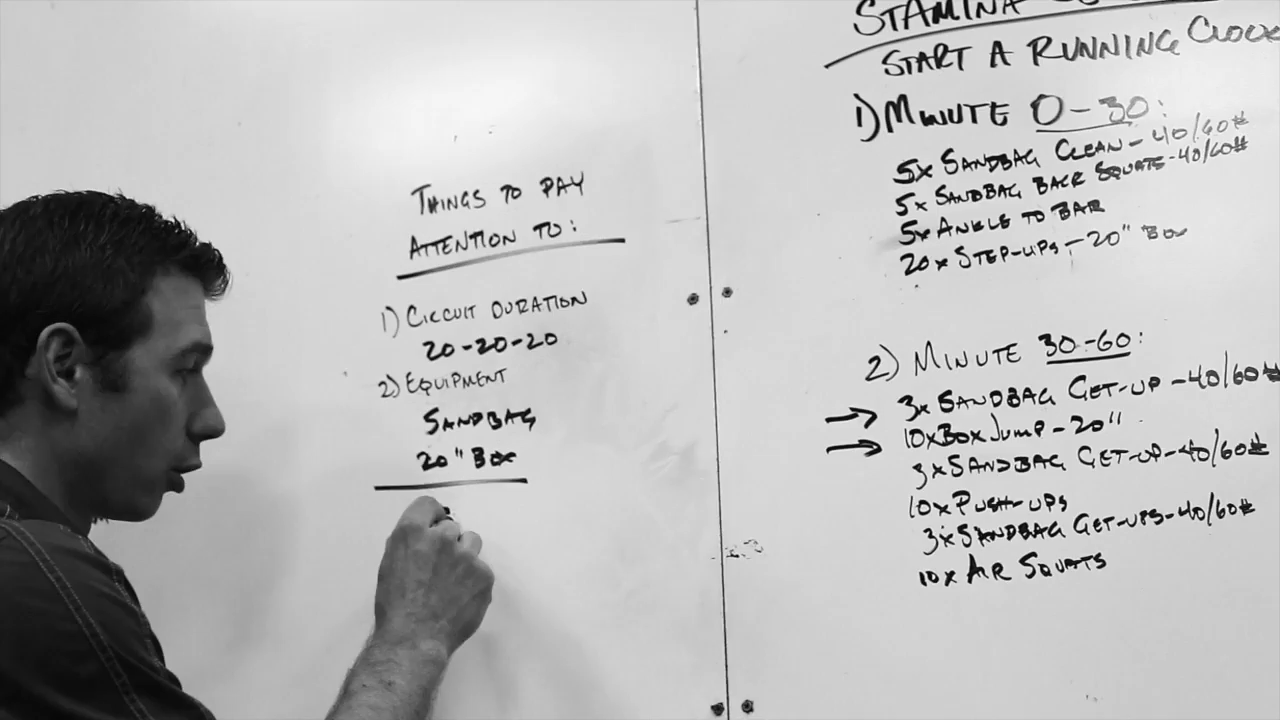 THINGS TO PAY
ATTENTION TO:
1) CIRCUIT DURATION
20-20-20
2) EQUIPMENT
SANDBAG
20" BOX
STAMINA
START A RUNNING CLOCK
1) MINUTE 0-30:
5x SANDBAG CLEAN - 40/60#
5x SANDBAG BACK SQUATS - 40/60#
5x ANKLE TO BAR
20x STEP-UPS - 20" BOX
2) MINUTE 30-60:
3x SANDBAG GET-UP - 40/60#
10x BOX JUMP - 20"
3x SANDBAG GET-UP - 40/60#
10x PUSH-UPS
3x SANDBAG GET-UPS - 40/60#
10x AIR SQUATS